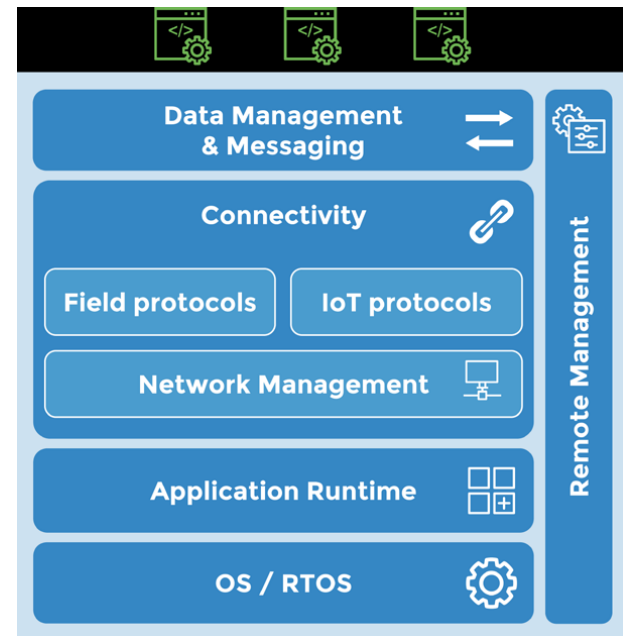 </>
</>
</>
Data Management
& Messaging
Connectivity
Field protocols
IoT protocols
Network Management
Application Runtime
OS / RTOS
Remote Management